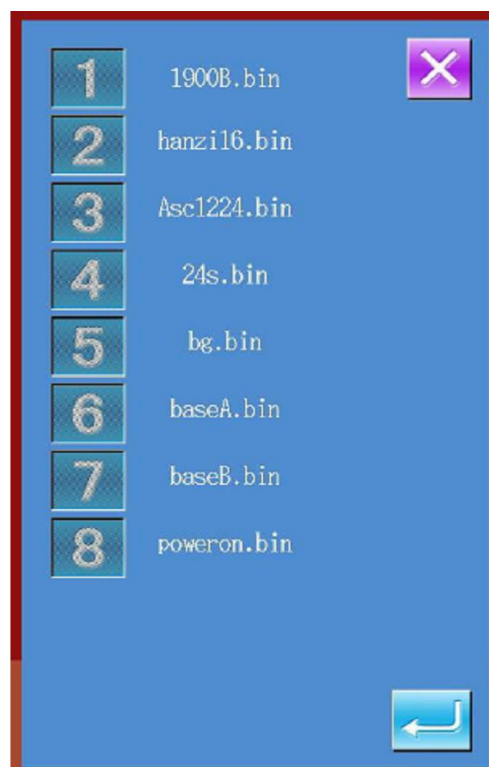 1 1900B.bin
2 hanzi16.bin
3 Asc1224.bin
4 24s.bin
5 bg.bin
6 baseA.bin
7 baseB.bin
8 poweron.bin